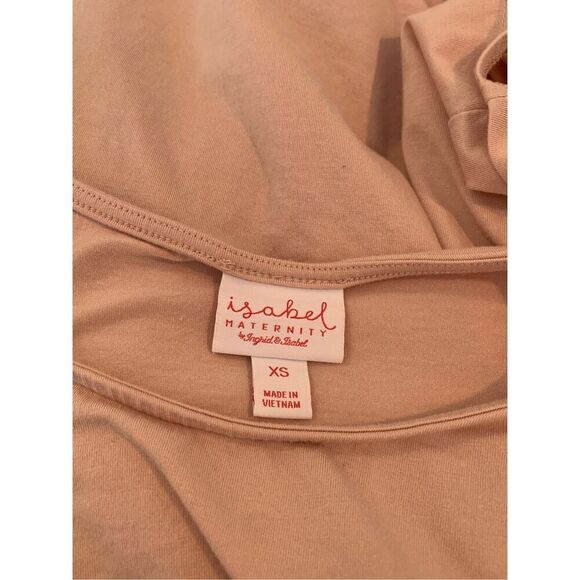 isabel
MATERNITY
by Ingrid & Isabel
XS
MADE IN
VIETNAM